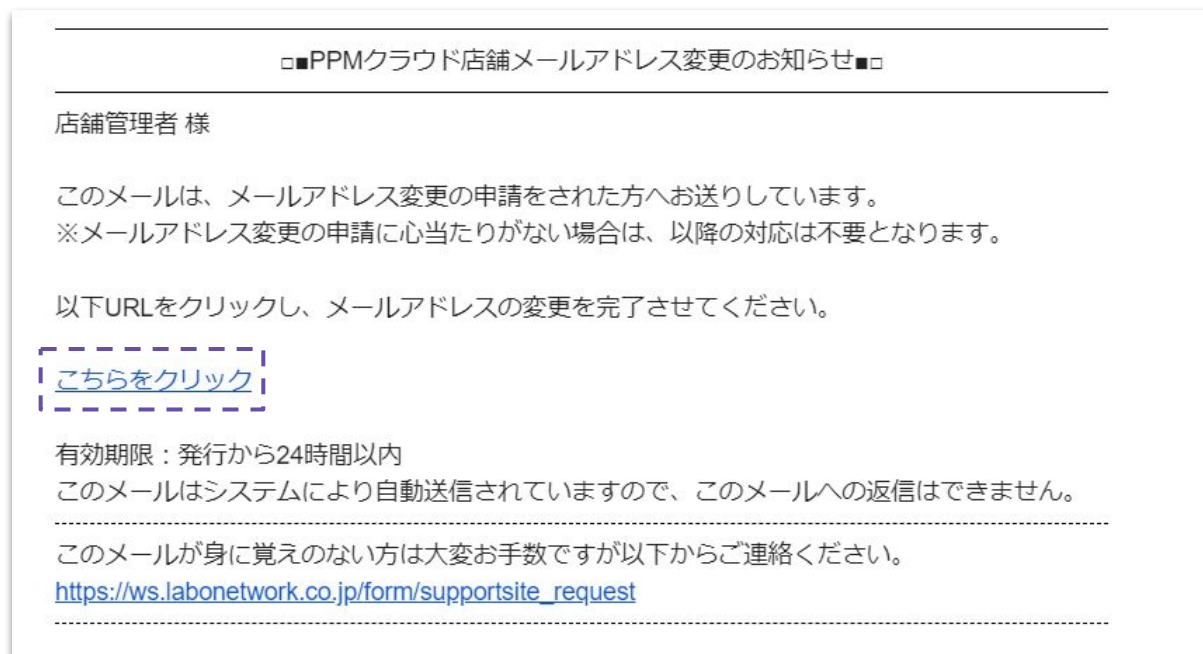 □■PPMクラウド店舗メールアドレス変更のお知らせ■□
店舗管理者 様
このメールは、メールアドレス変更の申請をされた方へお送りしています。
※メールアドレス変更の申請に心当たりがない場合は、以降の対応は不要となります。
以下URLをクリックし、メールアドレスの変更を完了させてください。
こちらをクリック
有効期限：発行から24時間以内
このメールはシステムにより自動送信されていますので、このメールへの返信はできません。
このメールが身に覚えのない方は大変お手数ですが以下からご連絡ください。
https://ws.labonetwork.co.jp/form/supportsite_request